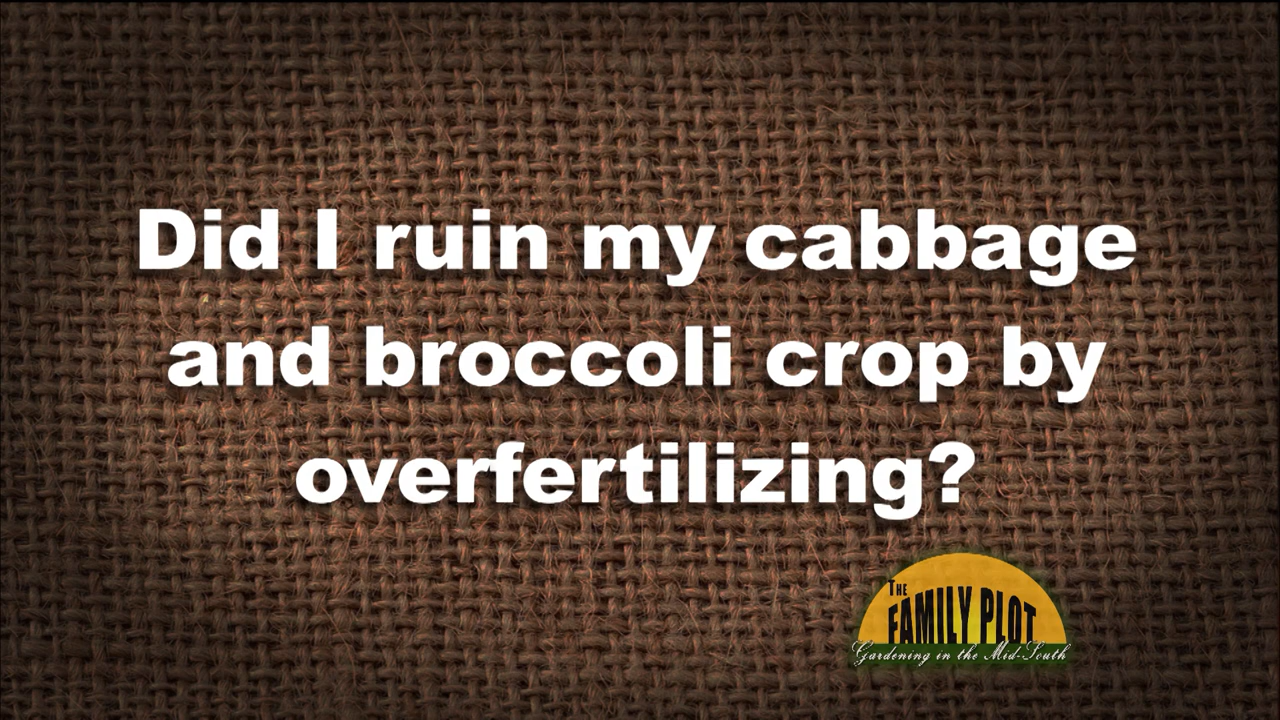 Did I ruin my cabbage
and broccoli crop by
overfertilizing?
THE
FAMILY PLOT
Gardening in the Mid-South